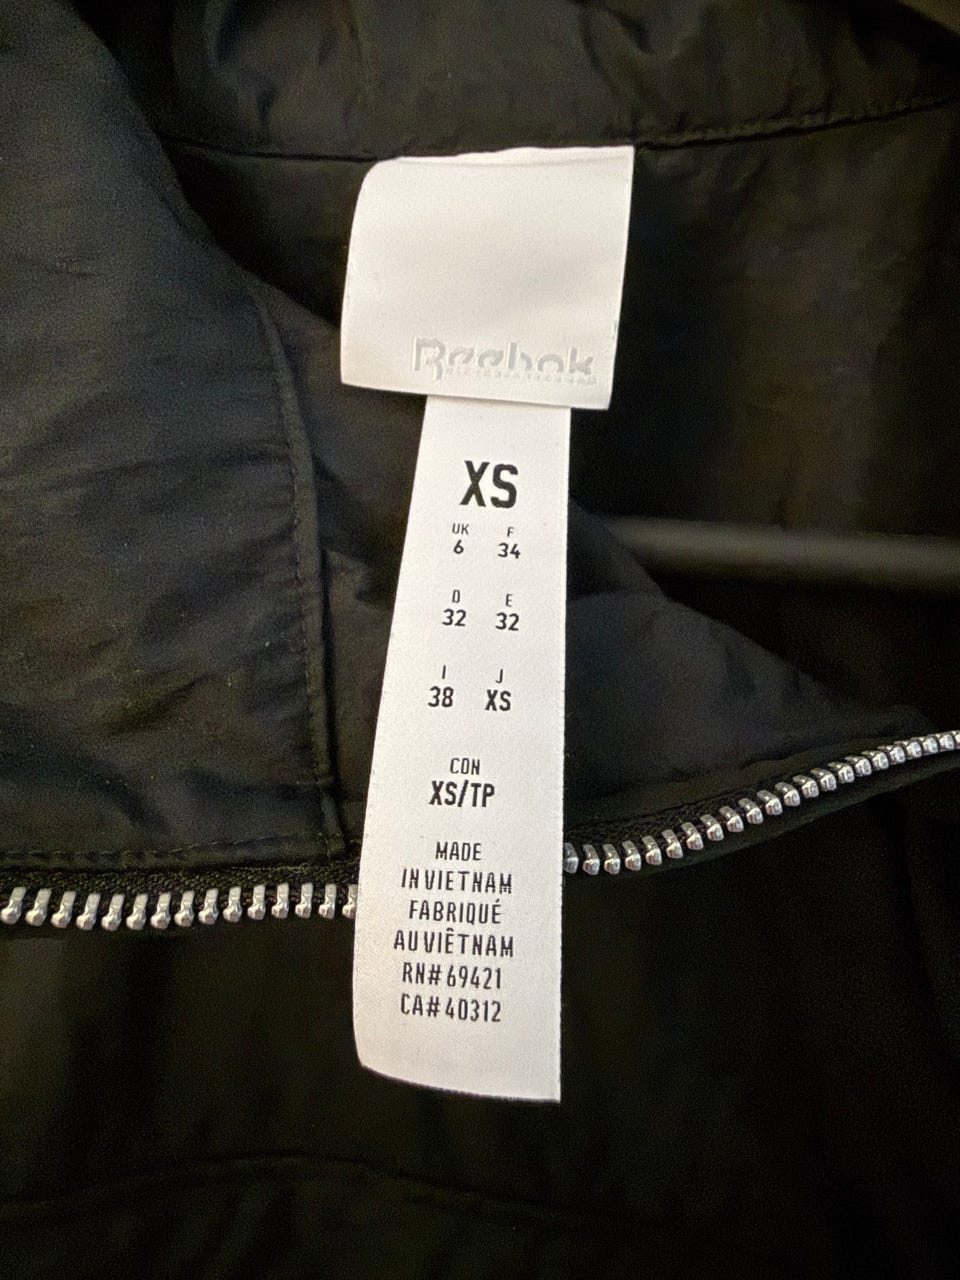 Reebok
XS
UK F
6 34
D E
32 32
I J
38 XS
CON
XS/TP
MADE
IN VIETNAM
FABRIQUÉ
AU VIÊTNAM
RN# 69421
CA# 40312